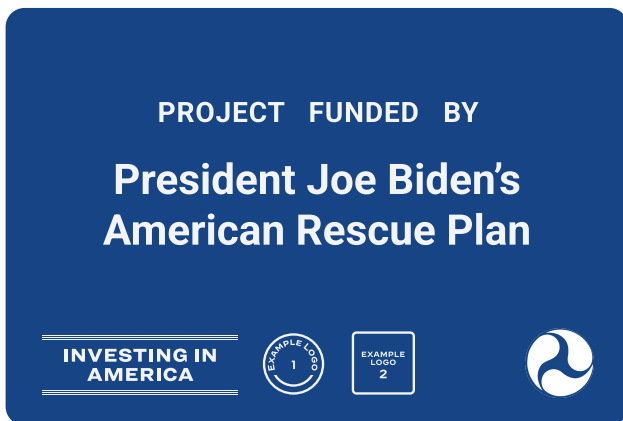 PROJECT FUNDED BY
President Joe Biden’s
American Rescue Plan
INVESTING IN
AMERICA
EXAMPLE LOGO
1
EXAMPLE
LOGO
2